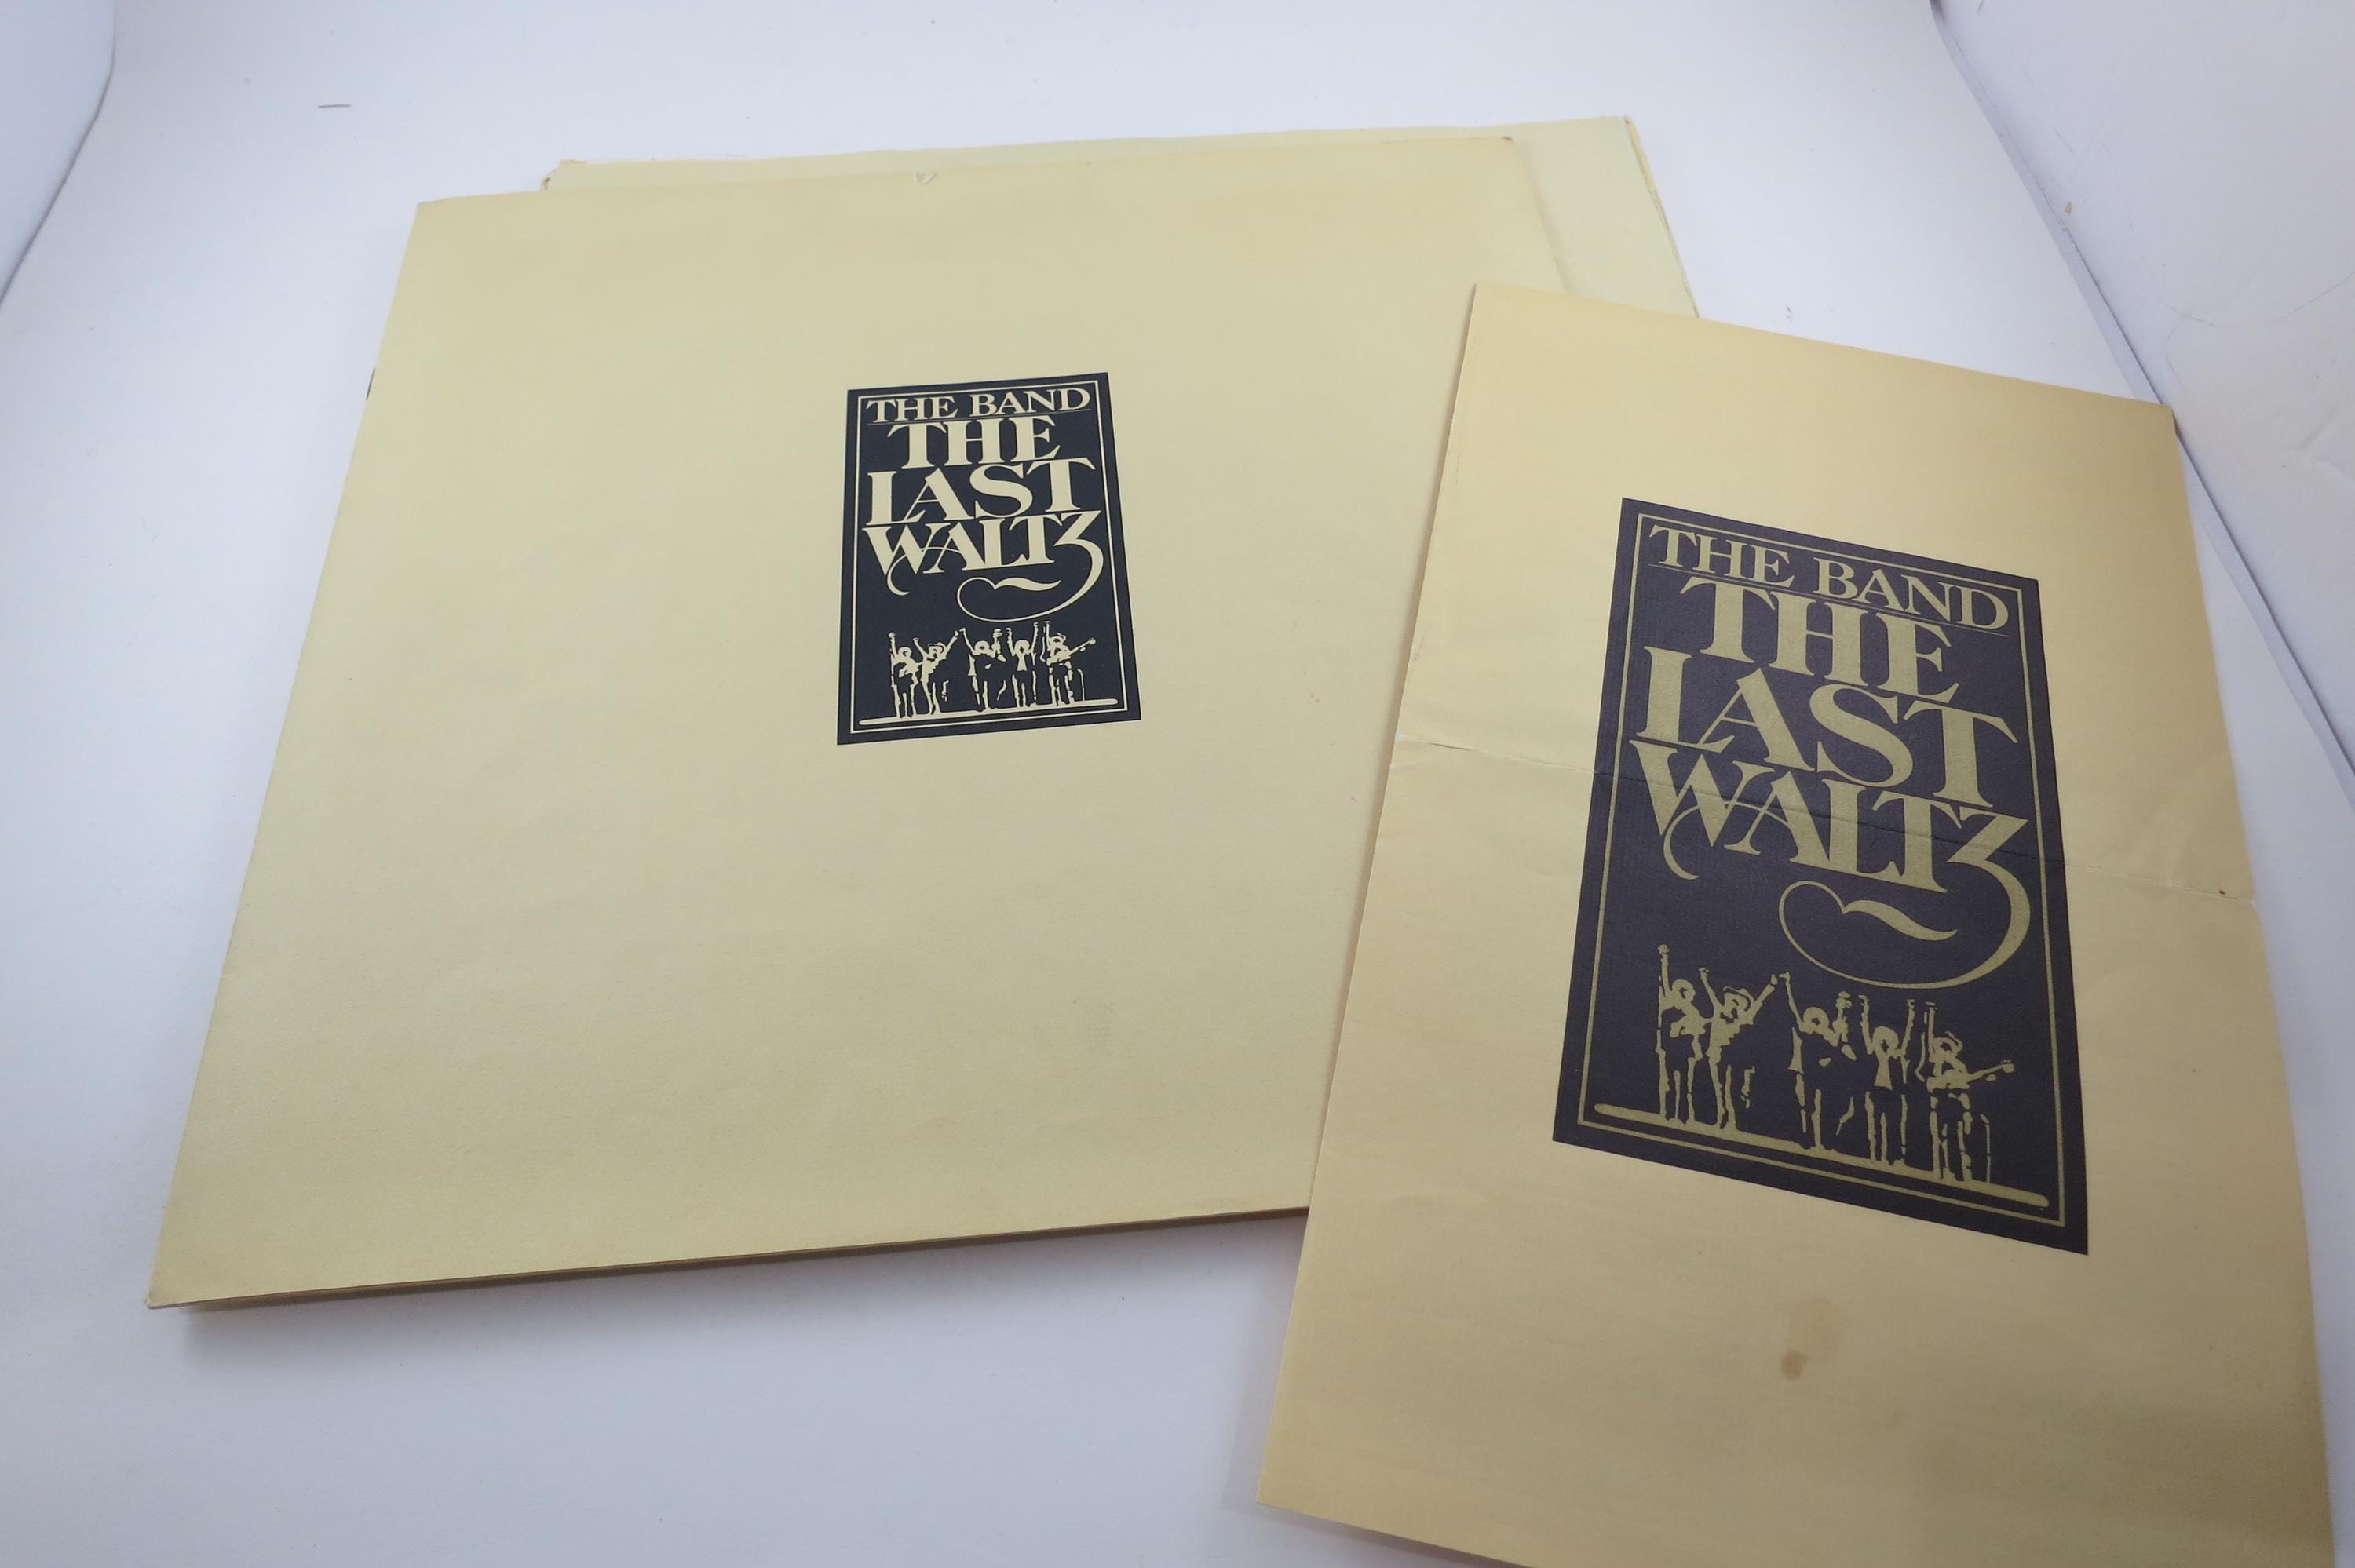 THE BAND
THE
LAST
WALTZ
THE BAND
THE
LAST
WALTZ